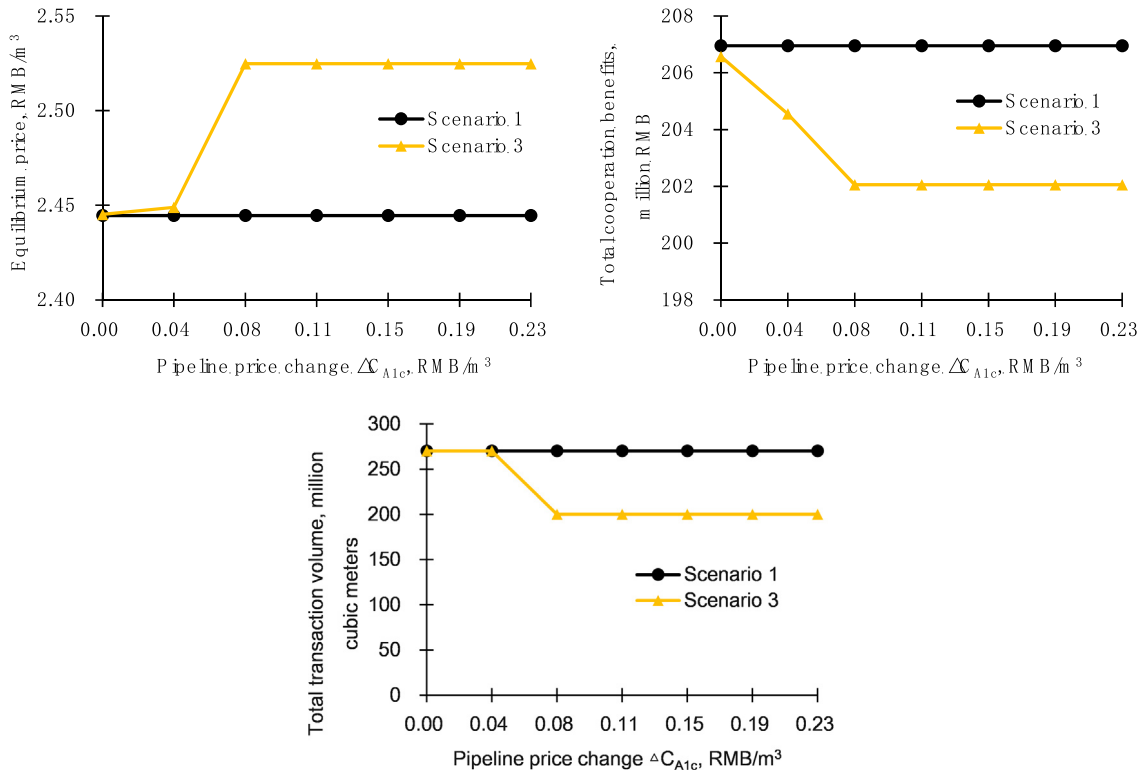 Equilibrium price, RMB/m³
2.55
2.50
2.45
2.40
Scenario 1
Scenario 3
0.00 0.04 0.08 0.11 0.15 0.19 0.23
Pipeline price change △C_A1c, RMB/m³
Total cooperation benefits,
million RMB
208
206
204
202
200
198
Scenario 1
Scenario 3
0.00 0.04 0.08 0.11 0.15 0.19 0.23
Pipeline price change △C_A1c, RMB/m³
Total transaction volume, million
cubic meters
300
250
200
150
100
50
0
Scenario 1
Scenario 3
0.00 0.04 0.08 0.11 0.15 0.19 0.23
Pipeline price change △C_A1c, RMB/m³